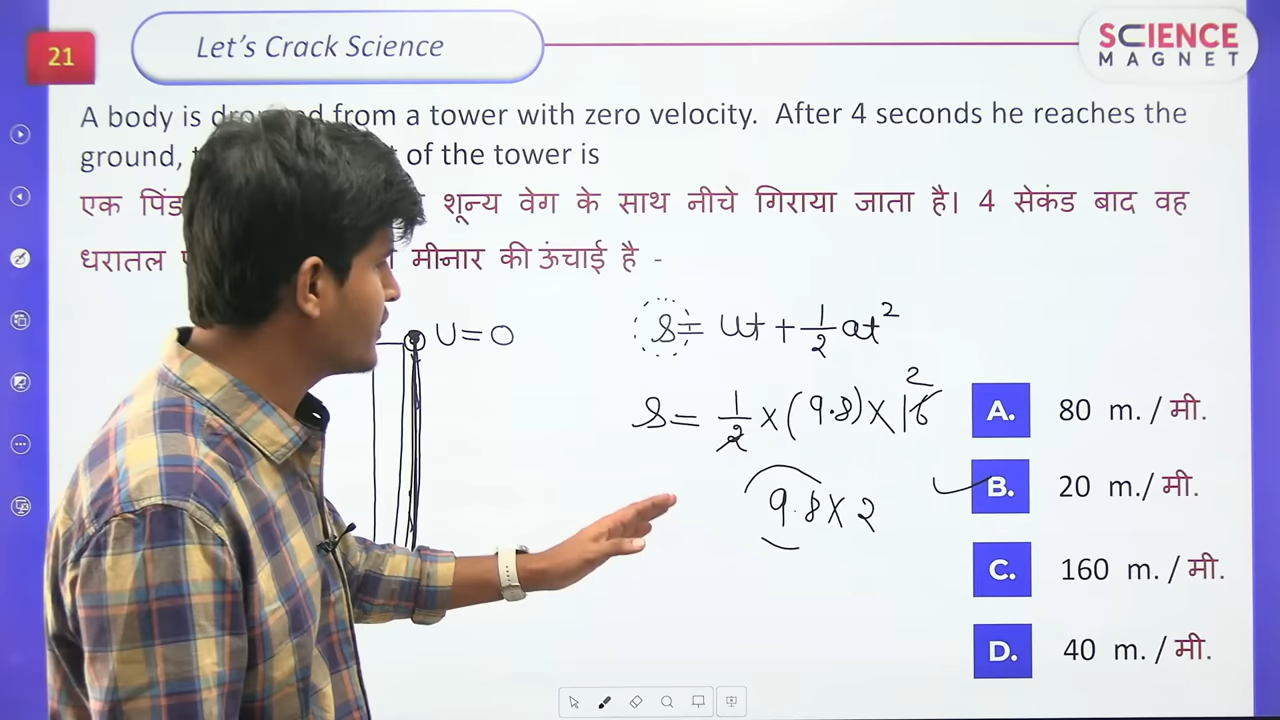 21
Let's Crack Science
SCIENCE
MAGNET
A body is from a tower with zero velocity. After 4 seconds he reaches the
ground, of the tower is
एक शून्य वेग के साथ नीचे गिराया जाता है। 4 सेकंड बाद वह
धरातल मीनार की ऊंचाई है -
U = 0
S = ut + 1/2 at²
S = 1/2 × (9.8) × 16
2
9.8 × 2
A. 80 m. / मी.
B. 20 m./ मी.
C. 160 m. / मी.
D. 40 m. / मी.